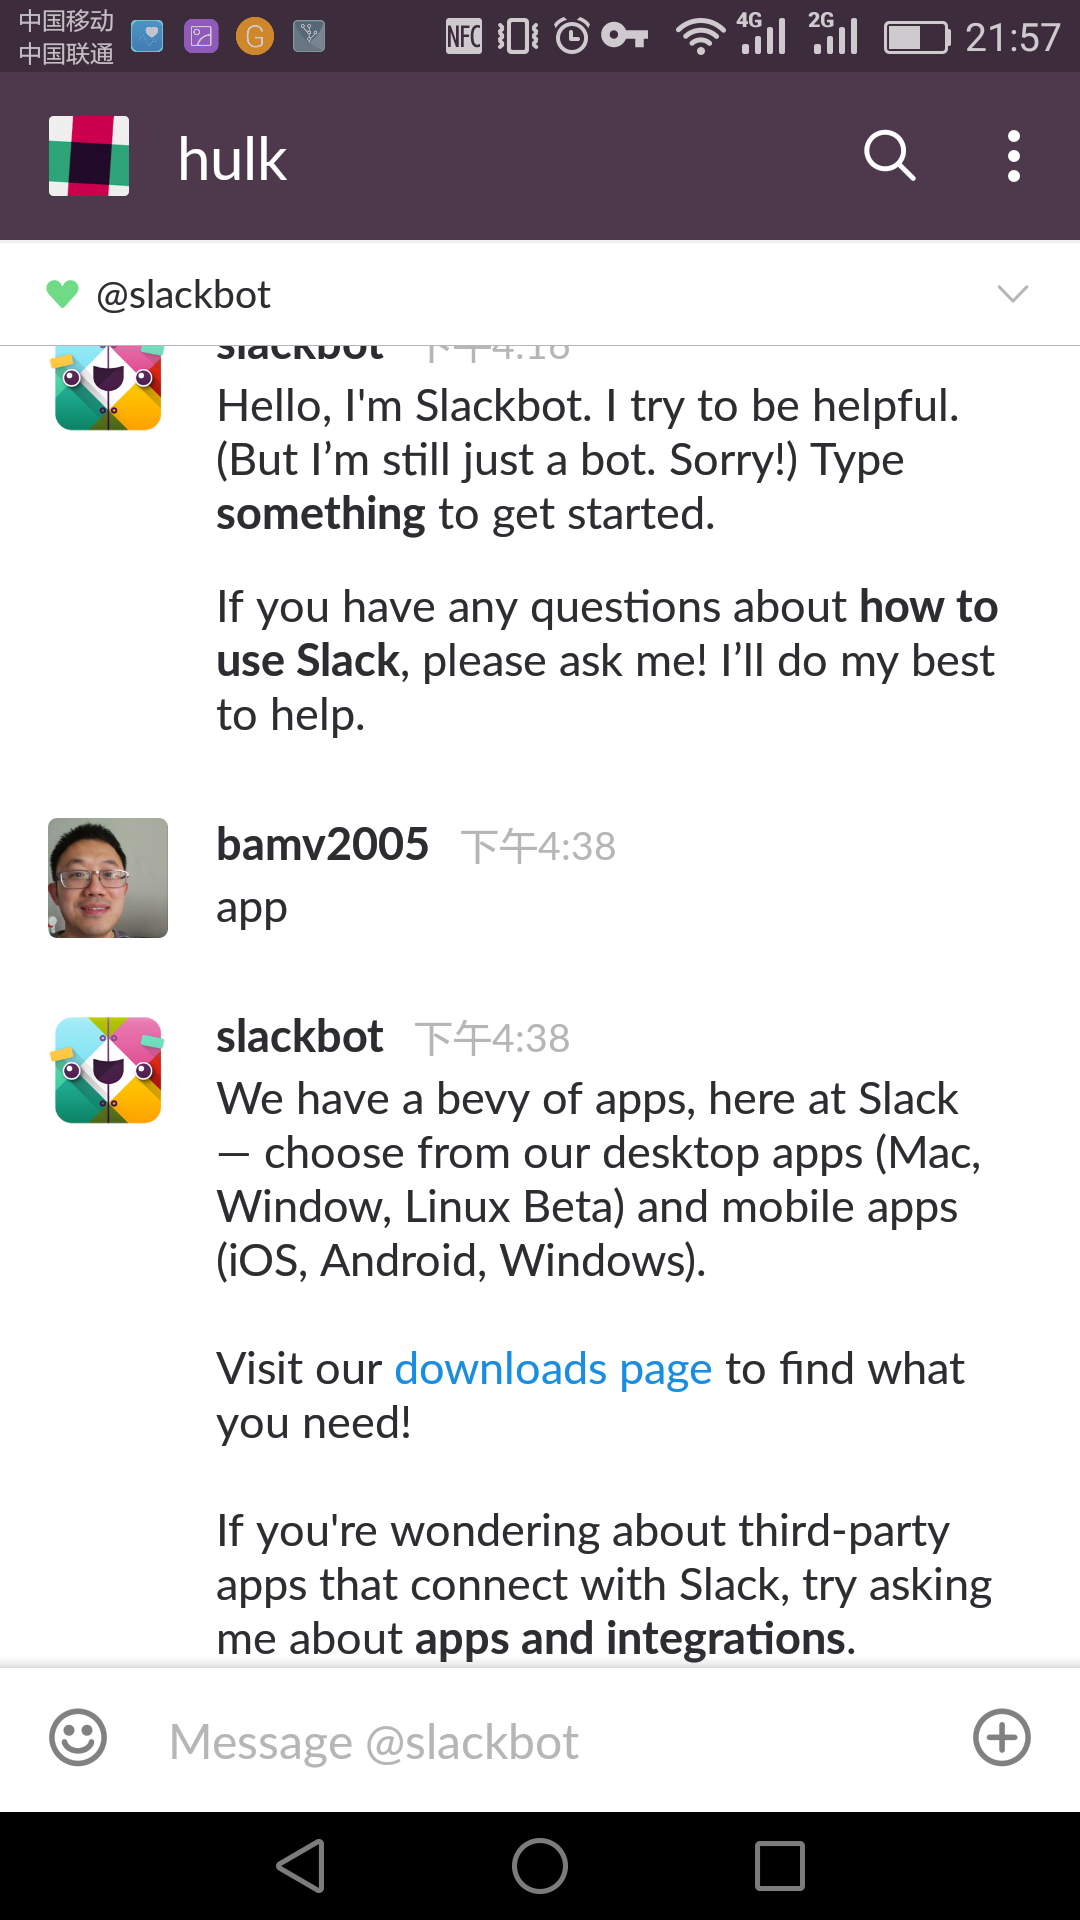 中国移动
中国联通
NFC
4G
2G
21:57
hulk
@slackbot
slackbot 下午4:16
Hello, I'm Slackbot. I try to be helpful.
(But I’m still just a bot. Sorry!) Type
something to get started.
If you have any questions about how to
use Slack, please ask me! I’ll do my best
to help.
bamv2005 下午4:38
app
slackbot 下午4:38
We have a bevy of apps, here at Slack
— choose from our desktop apps (Mac,
Window, Linux Beta) and mobile apps
(iOS, Android, Windows).
Visit our downloads page to find what
you need!
If you're wondering about third-party
apps that connect with Slack, try asking
me about apps and integrations.
Message @slackbot